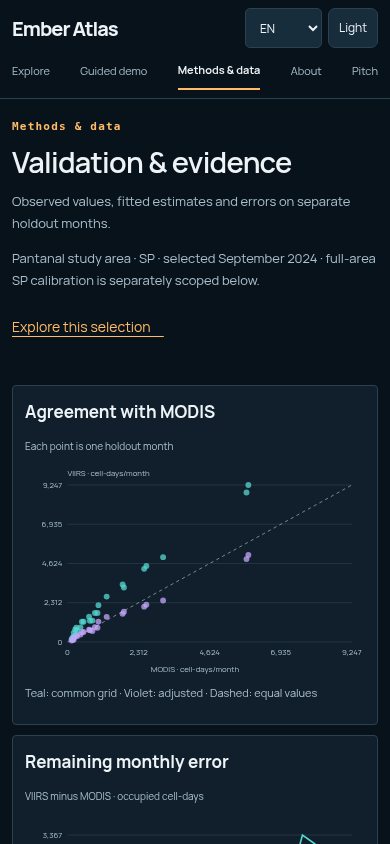 Ember Atlas
EN
Light
Explore
Guided demo
Methods & data
About
Pitch
Methods & data
Validation & evidence
Observed values, fitted estimates and errors on separate
holdout months.
Pantanal study area · SP · selected September 2024 · full-area
SP calibration is separately scoped below.
Explore this selection
Agreement with MODIS
Each point is one holdout month
VIIRS · cell-days/month
9,247
6,935
4,624
2,312
0
0
2,312
4,624
6,935
9,247
MODIS · cell-days/month
Teal: common grid · Violet: adjusted · Dashed: equal values
Remaining monthly error
VIIRS minus MODIS · occupied cell-days
3,367